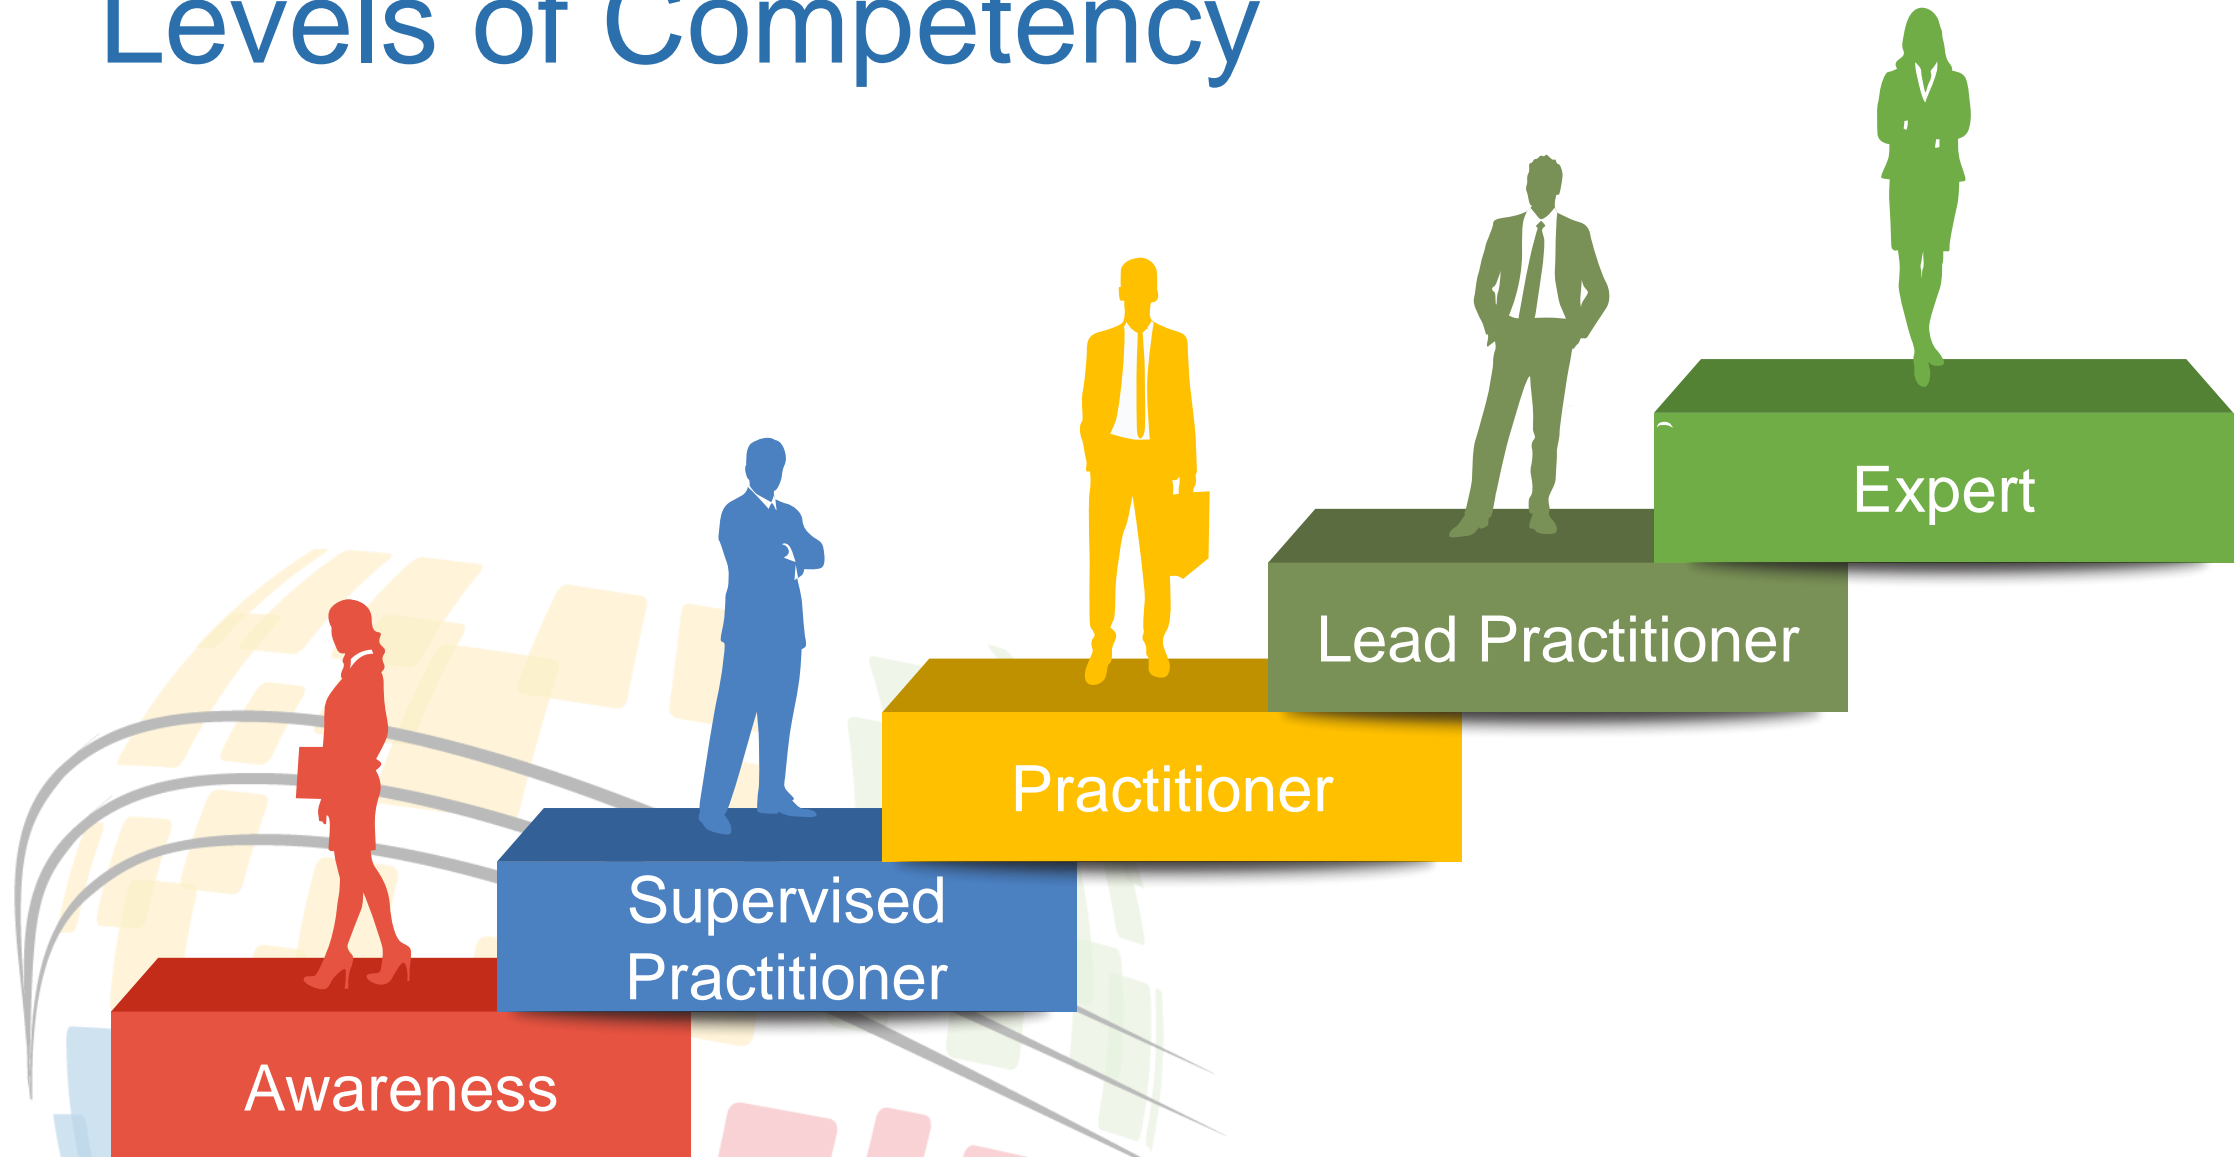 Levels of Competency
Expert
Lead Practitioner
Practitioner
Supervised
Practitioner
Awareness